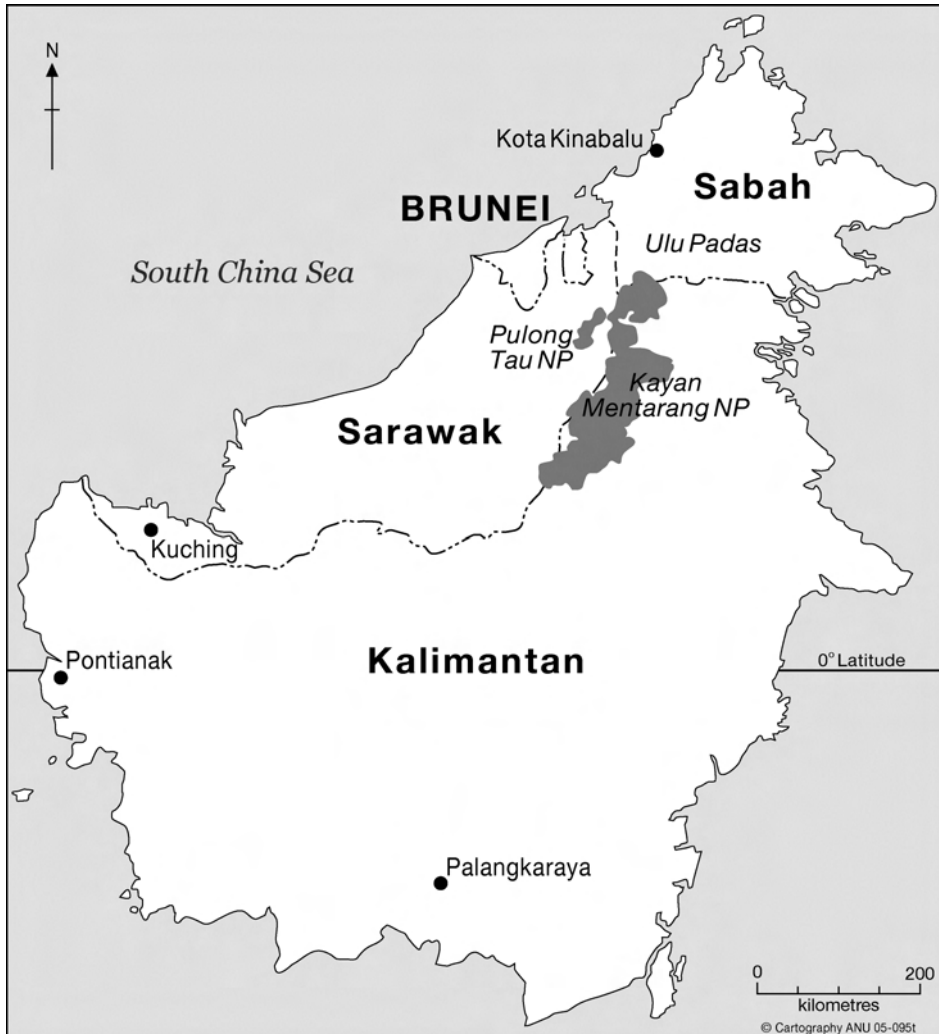 N
Kota Kinabalu
Sabah
BRUNEI
Ulu Padas
South China Sea
Pulong
Tau NP
Kayan
Mentarang NP
Sarawak
Kuching
Kalimantan
Pontianak
0° Latitude
Palangkaraya
0 200
kilometres
© Cartography ANU 05-095t